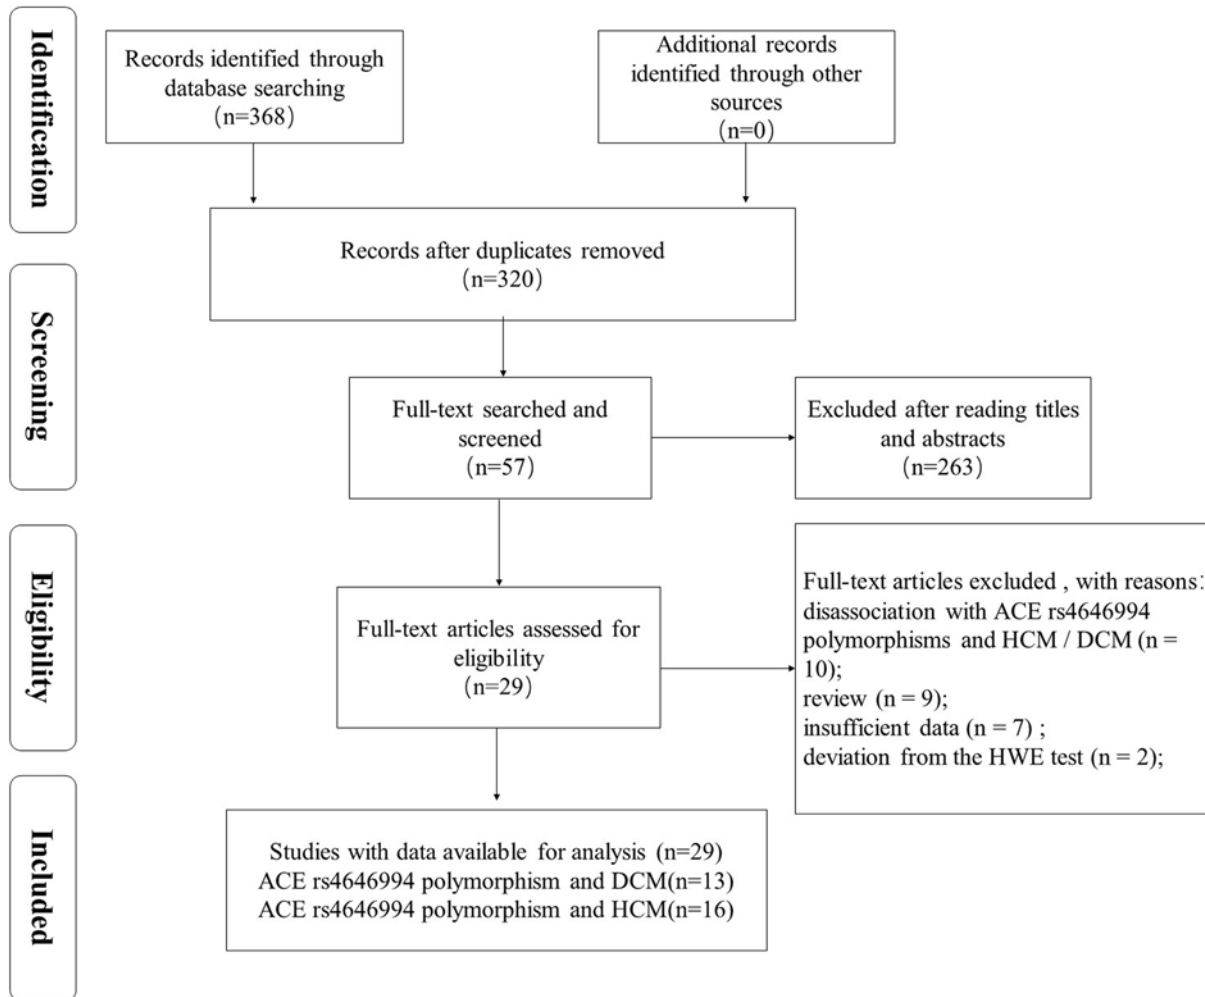 Identification
Records identified through
database searching
(n=368)
Additional records
identified through other
sources
(n=0)
Records after duplicates removed
(n=320)
Screening
Full-text searched and
screened
(n=57)
Excluded after reading titles
and abstracts
(n=263)
Eligibility
Full-text articles assessed for
eligibility
(n=29)
Full-text articles excluded , with reasons:
disassociation with ACE rs4646994
polymorphisms and HCM / DCM (n =
10);
review (n = 9);
insufficient data (n = 7) ;
deviation from the HWE test (n = 2);
Included
Studies with data available for analysis (n=29)
ACE rs4646994 polymorphism and DCM(n=13)
ACE rs4646994 polymorphism and HCM(n=16)